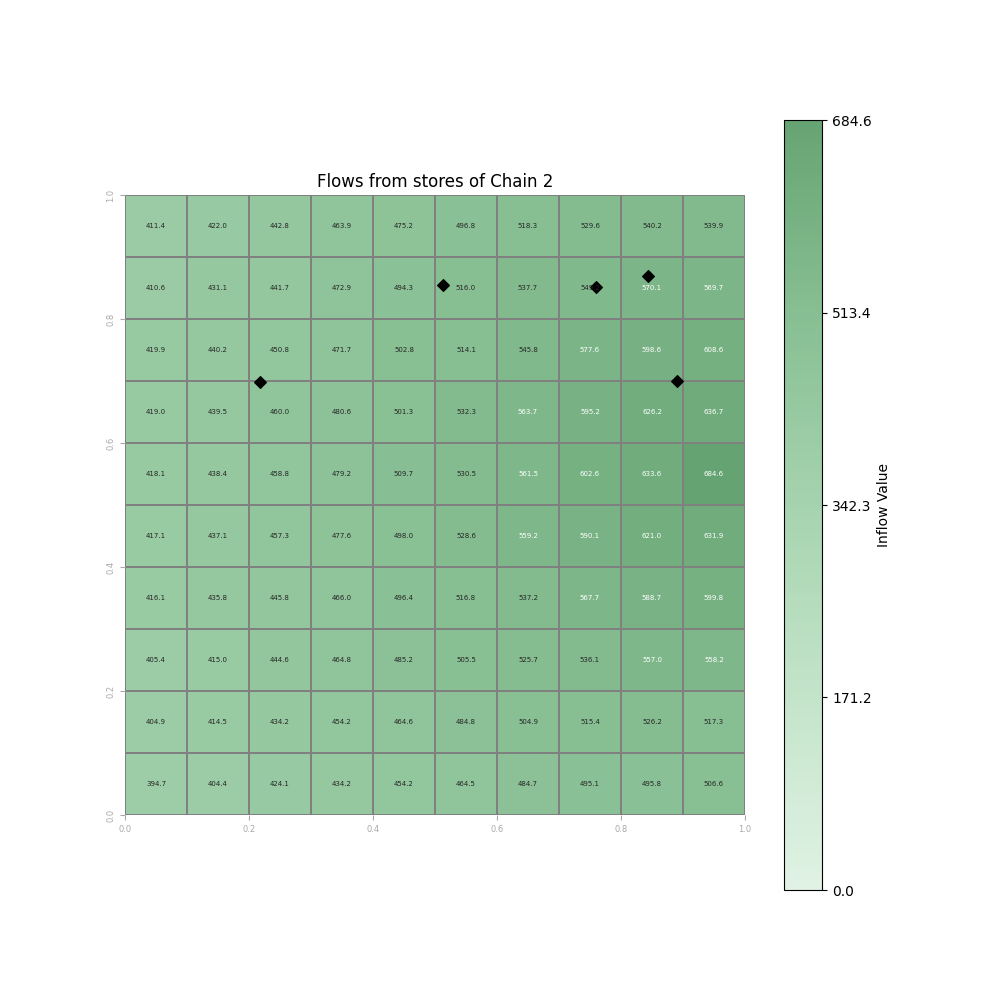 Flows from stores of Chain 2
1.0
411.4 422.0 442.8 463.9 475.2 496.8 518.3 529.6 540.2 539.9
410.6 431.1 441.7 472.9 494.3 516.0 537.7 570.1 569.7
0.8
419.9 440.2 450.8 471.7 502.8 514.1 545.8 577.6 598.6 608.6
419.0 439.5 460.0 480.6 501.3 532.3 563.7 595.2 626.2 636.7
0.6
418.1 438.4 458.8 479.2 509.7 530.5 561.5 602.6 633.6 684.6
417.1 437.1 457.3 477.6 498.0 528.6 559.2 590.1 621.0 631.9
0.4
416.1 435.8 445.8 466.0 496.4 516.8 537.2 567.7 588.7 599.8
405.4 415.0 444.6 464.8 485.2 505.5 525.7 536.1 557.0 558.2
0.2
404.9 414.5 434.2 454.2 464.6 484.8 504.9 515.4 526.2 517.3
394.7 404.4 424.1 434.2 454.2 464.5 484.7 495.1 495.8 506.6
0.0
0.0 0.2 0.4 0.6 0.8 1.0
684.6
513.4
342.3
171.2
0.0
Inflow Value